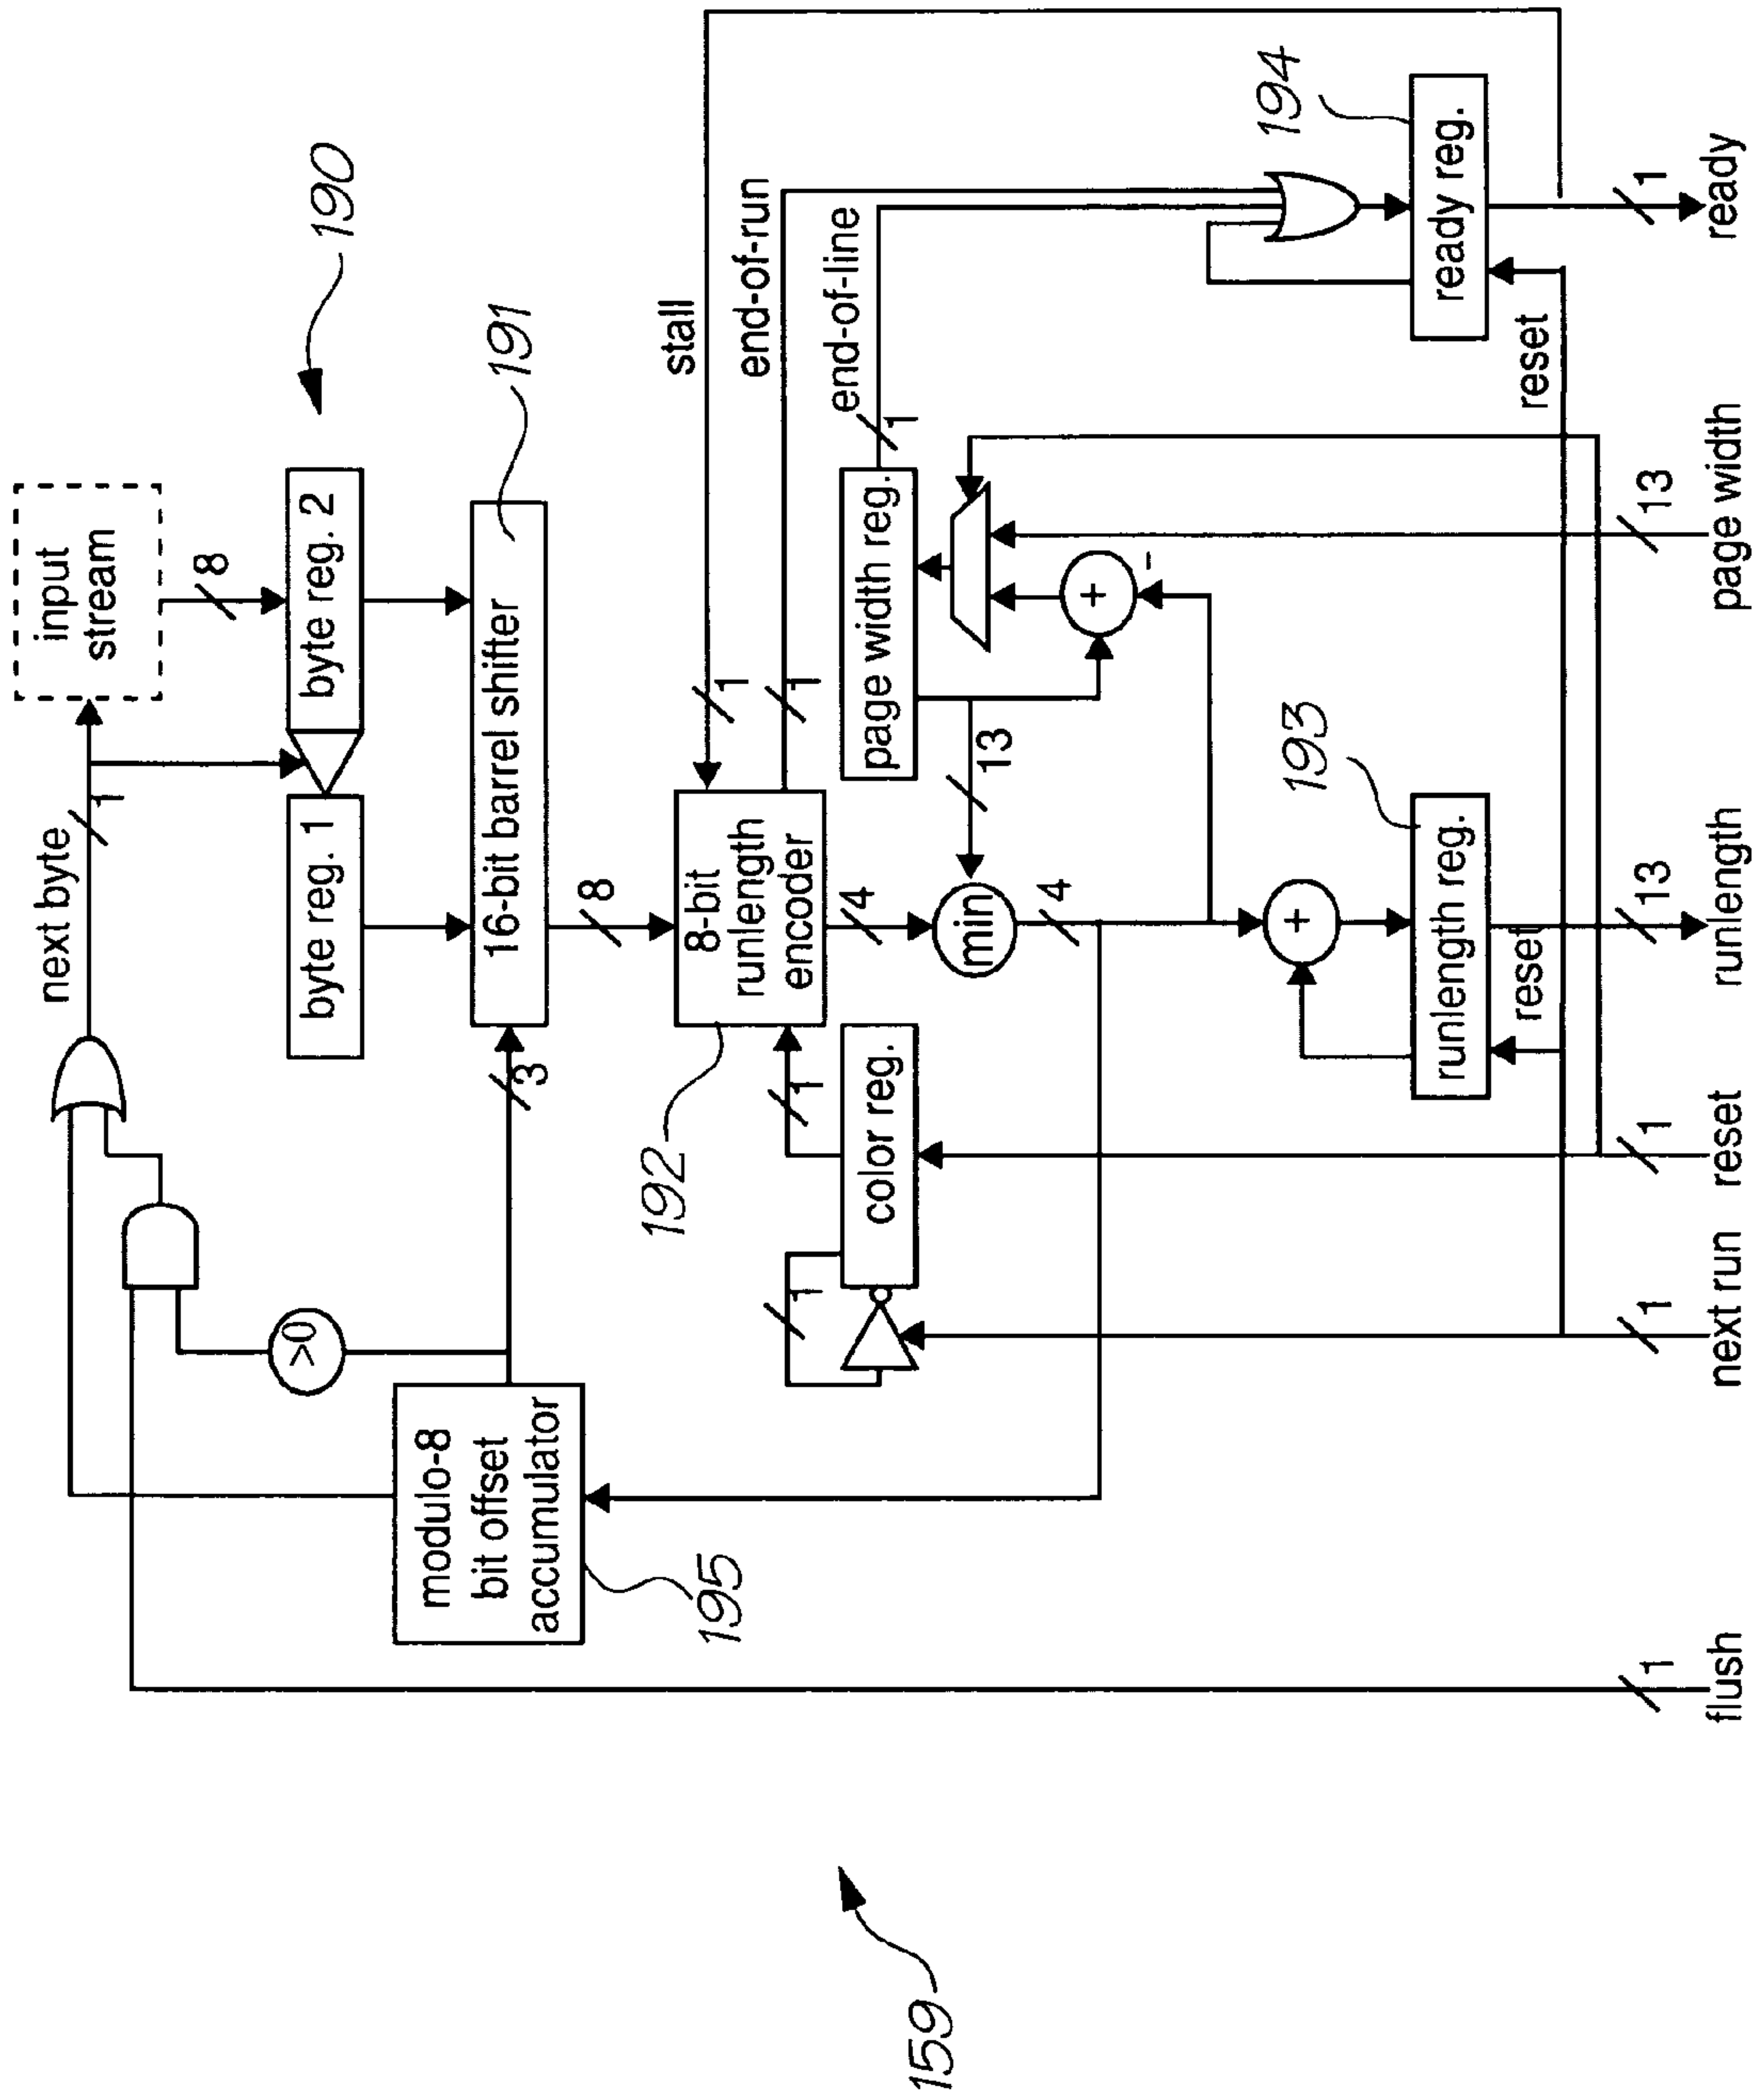 input
stream
next byte
1
8
190
byte reg. 1
byte reg. 2
16-bit barrel shifter
191
3
8
>0
modulo-8
bit offset
accumulator
195
8-bit
runlength
encoder
192
stall
1
end-of-run
1
end-of-line
1
color reg.
1
1
4
min
4
page width reg.
13
+
-
+
193
runlength reg.
reset
194
ready reg.
reset
1
flush
1
next run
1
reset
13
runlength
13
page width
1
ready
159